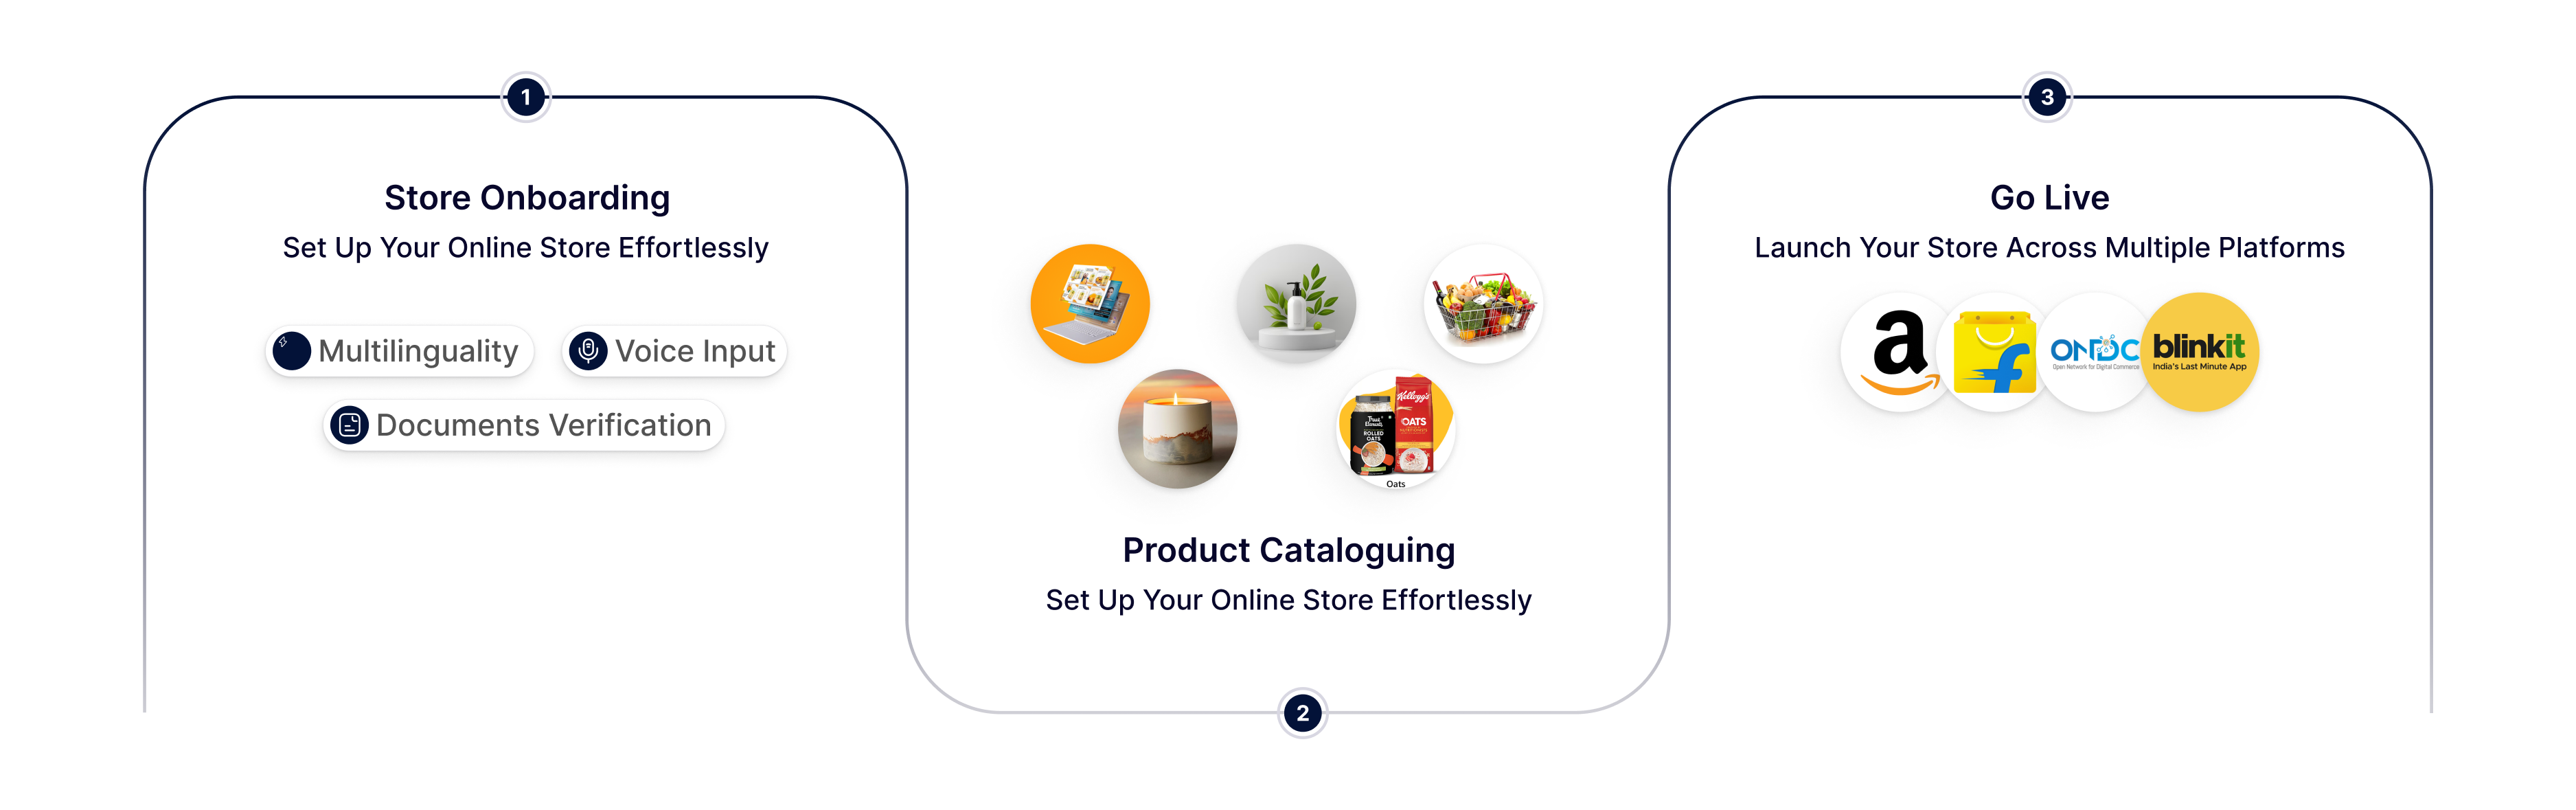 1
Store Onboarding
Set Up Your Online Store Effortlessly
Multilinguality
Voice Input
Documents Verification
Kellogg's
OATS
True
Elements
ROLLED
OATS
Oats
Product Cataloguing
Set Up Your Online Store Effortlessly
2
3
Go Live
Launch Your Store Across Multiple Platforms
a
f
ONDC
Open Network for Digital Commerce
blinkit
India's Last Minute App